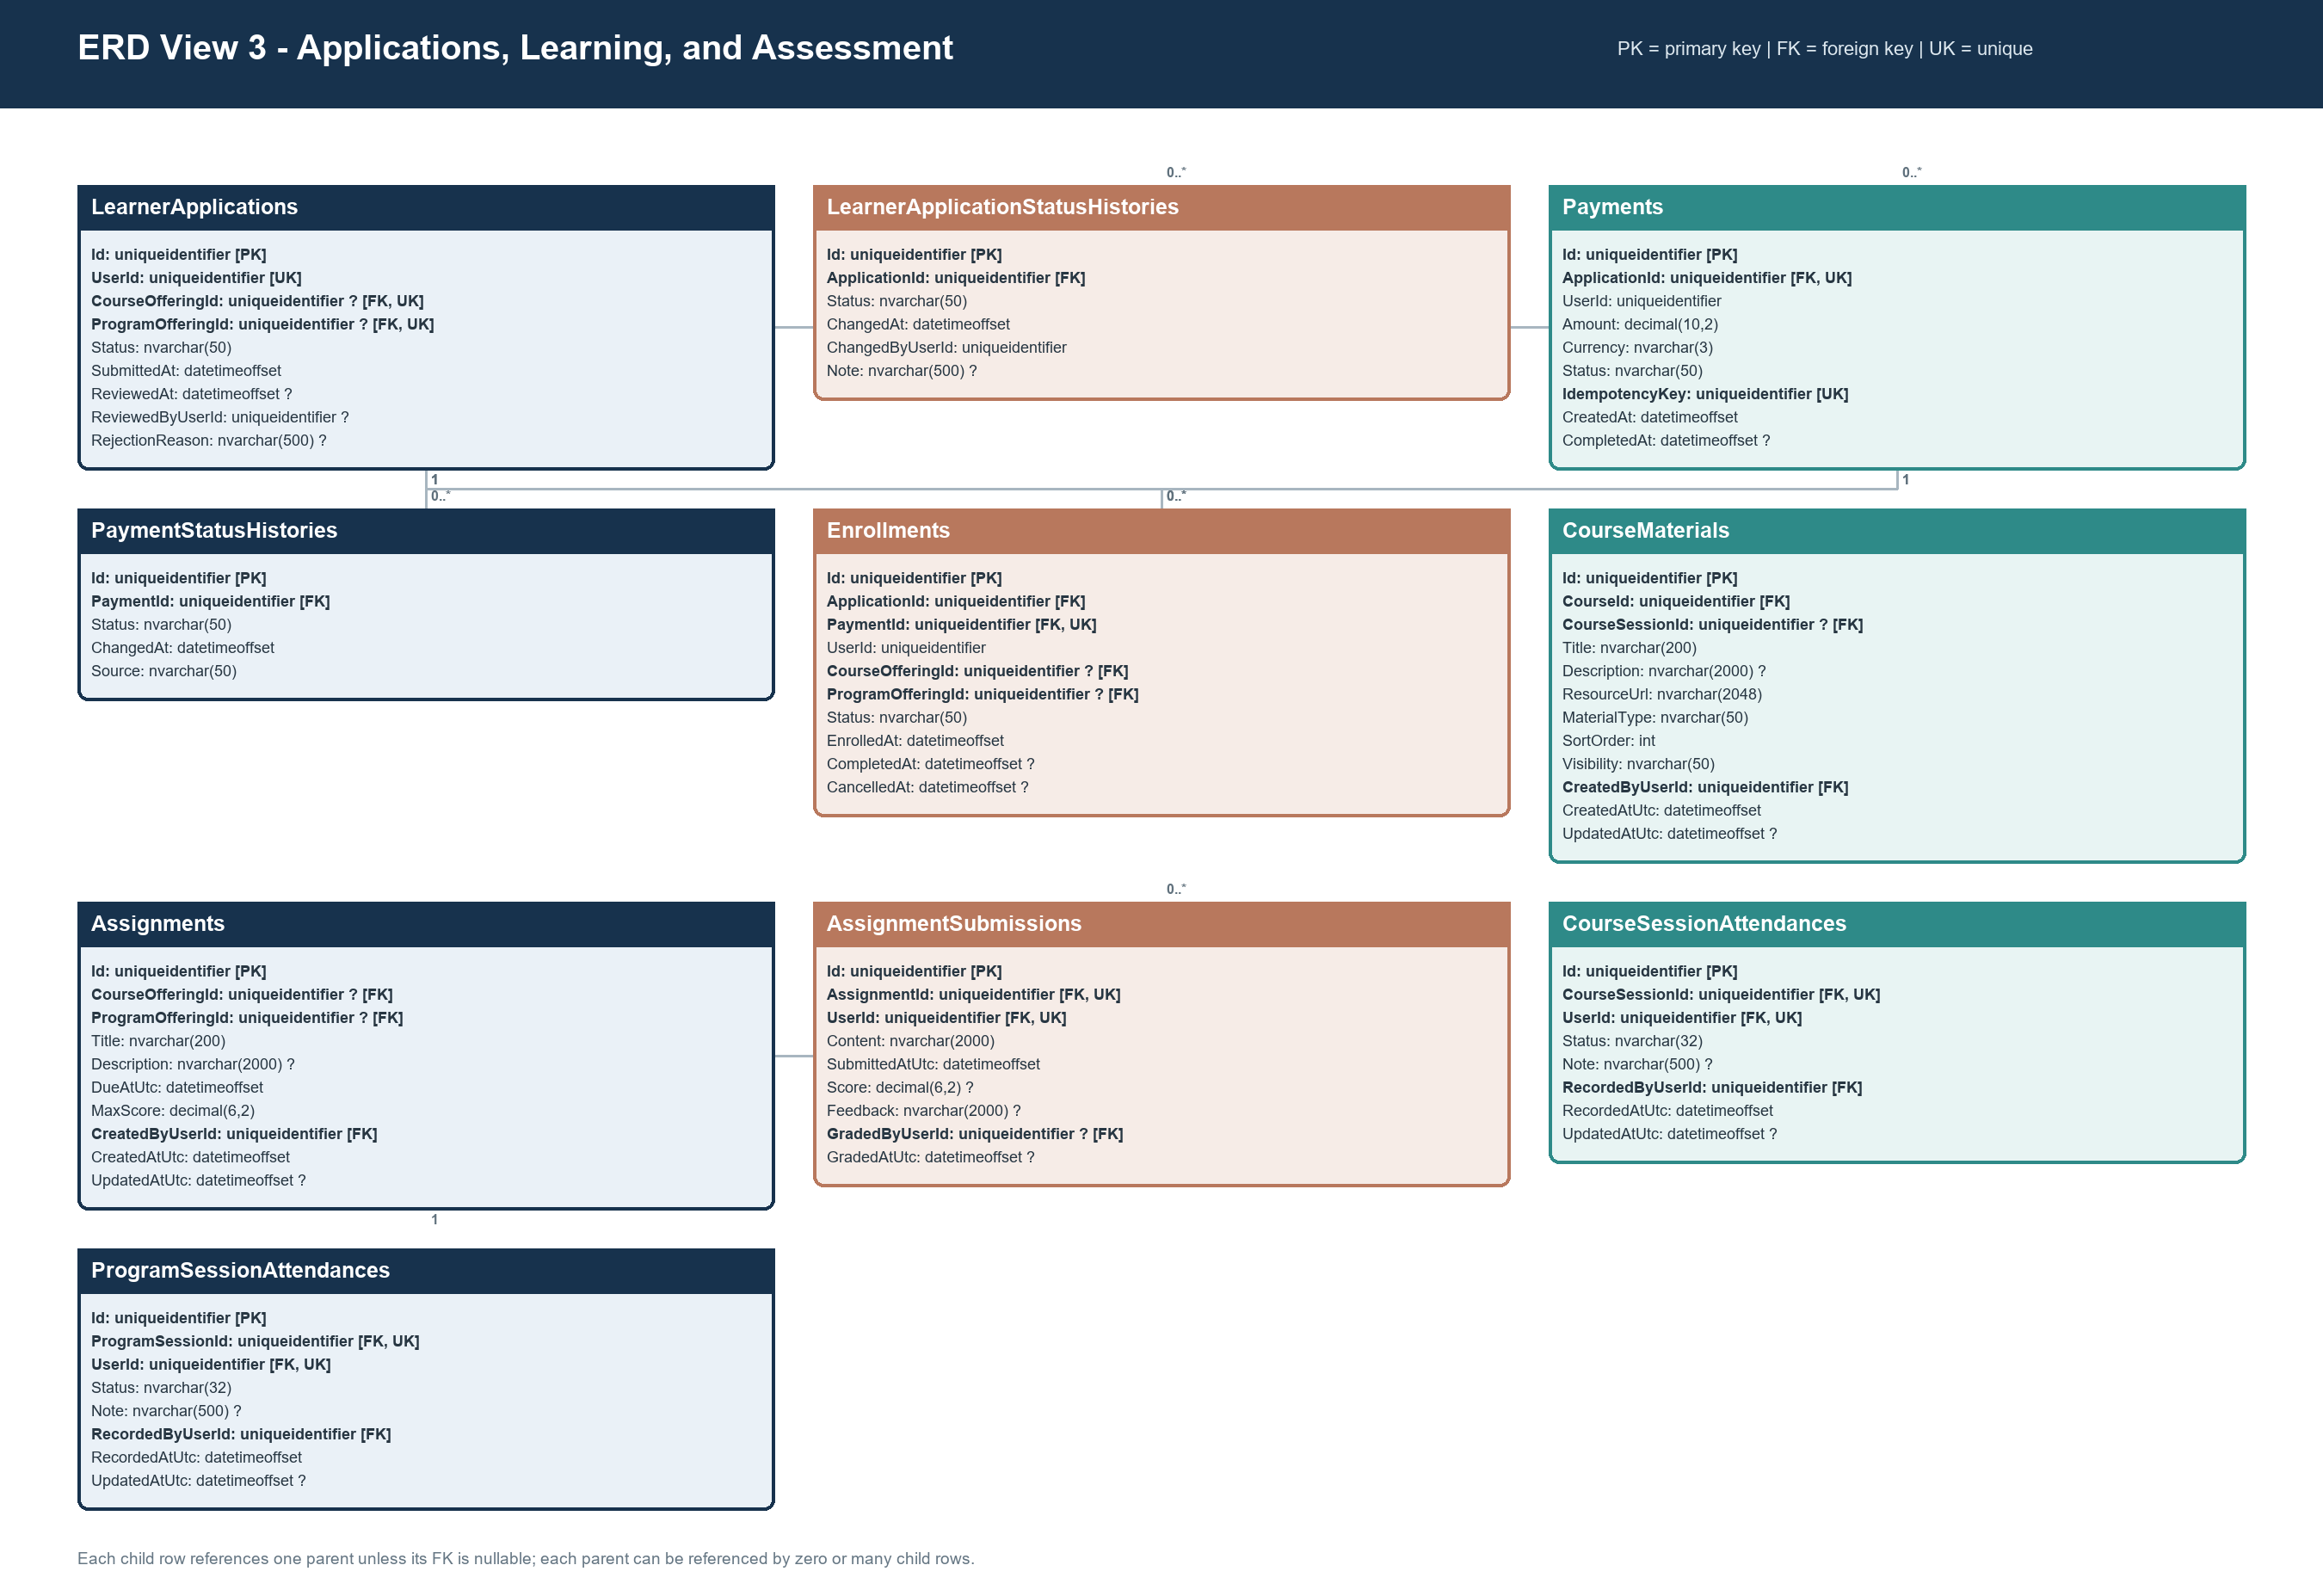 ERD View 3 - Applications, Learning, and Assessment
PK = primary key | FK = foreign key | UK = unique
LearnerApplications
Id: uniqueidentifier [PK]
UserId: uniqueidentifier [UK]
CourseOfferingId: uniqueidentifier ? [FK, UK]
ProgramOfferingId: uniqueidentifier ? [FK, UK]
Status: nvarchar(50)
SubmittedAt: datetimeoffset
ReviewedAt: datetimeoffset ?
ReviewedByUserId: uniqueidentifier ?
RejectionReason: nvarchar(500) ?
1
0..*
LearnerApplicationStatusHistories
Id: uniqueidentifier [PK]
ApplicationId: uniqueidentifier [FK]
Status: nvarchar(50)
ChangedAt: datetimeoffset
ChangedByUserId: uniqueidentifier
Note: nvarchar(500) ?
0..*
Payments
Id: uniqueidentifier [PK]
ApplicationId: uniqueidentifier [FK, UK]
UserId: uniqueidentifier
Amount: decimal(10,2)
Currency: nvarchar(3)
Status: nvarchar(50)
IdempotencyKey: uniqueidentifier [UK]
CreatedAt: datetimeoffset
CompletedAt: datetimeoffset ?
1
0..*
PaymentStatusHistories
Id: uniqueidentifier [PK]
PaymentId: uniqueidentifier [FK]
Status: nvarchar(50)
ChangedAt: datetimeoffset
Source: nvarchar(50)
0..*
Enrollments
Id: uniqueidentifier [PK]
ApplicationId: uniqueidentifier [FK]
PaymentId: uniqueidentifier [FK, UK]
UserId: uniqueidentifier
CourseOfferingId: uniqueidentifier ? [FK]
ProgramOfferingId: uniqueidentifier ? [FK]
Status: nvarchar(50)
EnrolledAt: datetimeoffset
CompletedAt: datetimeoffset ?
CancelledAt: datetimeoffset ?
CourseMaterials
Id: uniqueidentifier [PK]
CourseId: uniqueidentifier [FK]
CourseSessionId: uniqueidentifier ? [FK]
Title: nvarchar(200)
Description: nvarchar(2000) ?
ResourceUrl: nvarchar(2048)
MaterialType: nvarchar(50)
SortOrder: int
Visibility: nvarchar(50)
CreatedByUserId: uniqueidentifier [FK]
CreatedAtUtc: datetimeoffset
UpdatedAtUtc: datetimeoffset ?
Assignments
Id: uniqueidentifier [PK]
CourseOfferingId: uniqueidentifier ? [FK]
ProgramOfferingId: uniqueidentifier ? [FK]
Title: nvarchar(200)
Description: nvarchar(2000) ?
DueAtUtc: datetimeoffset
MaxScore: decimal(6,2)
CreatedByUserId: uniqueidentifier [FK]
CreatedAtUtc: datetimeoffset
UpdatedAtUtc: datetimeoffset ?
1
0..*
AssignmentSubmissions
Id: uniqueidentifier [PK]
AssignmentId: uniqueidentifier [FK, UK]
UserId: uniqueidentifier [FK, UK]
Content: nvarchar(2000)
SubmittedAtUtc: datetimeoffset
Score: decimal(6,2) ?
Feedback: nvarchar(2000) ?
GradedByUserId: uniqueidentifier ? [FK]
GradedAtUtc: datetimeoffset ?
CourseSessionAttendances
Id: uniqueidentifier [PK]
CourseSessionId: uniqueidentifier [FK, UK]
UserId: uniqueidentifier [FK, UK]
Status: nvarchar(32)
Note: nvarchar(500) ?
RecordedByUserId: uniqueidentifier [FK]
RecordedAtUtc: datetimeoffset
UpdatedAtUtc: datetimeoffset ?
ProgramSessionAttendances
Id: uniqueidentifier [PK]
ProgramSessionId: uniqueidentifier [FK, UK]
UserId: uniqueidentifier [FK, UK]
Status: nvarchar(32)
Note: nvarchar(500) ?
RecordedByUserId: uniqueidentifier [FK]
RecordedAtUtc: datetimeoffset
UpdatedAtUtc: datetimeoffset ?
Each child row references one parent unless its FK is nullable; each parent can be referenced by zero or many child rows.